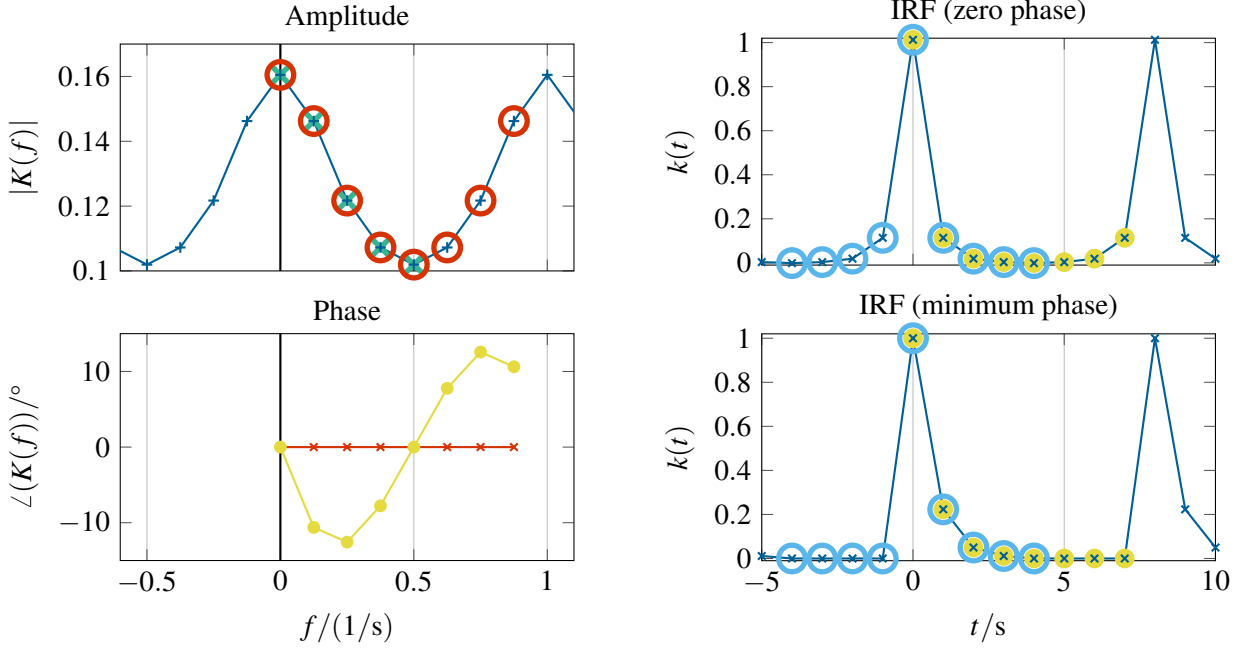 Amplitude
0.16
0.14
0.12
0.1
|K(f)|
Phase
10
0
−10
∠(K(f))/°
−0.5
0
0.5
1
f/(1/s)
IRF (zero phase)
1
0.8
0.6
0.4
0.2
0
k(t)
IRF (minimum phase)
1
0.8
0.6
0.4
0.2
0
k(t)
−5
0
5
10
t/s